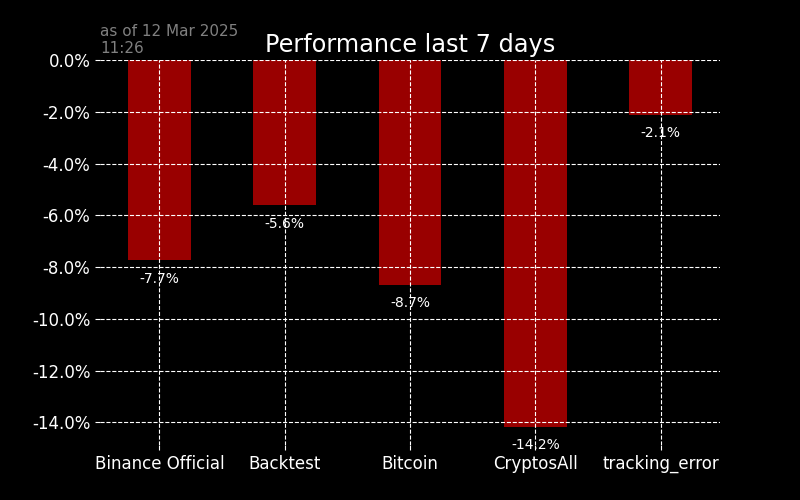 as of 12 Mar 2025
11:26
Performance last 7 days
0.0%
-2.0%
-4.0%
-6.0%
-8.0%
-10.0%
-12.0%
-14.0%
-7.7%
-5.6%
-8.7%
-14.2%
-2.1%
Binance Official
Backtest
Bitcoin
CryptosAll
tracking_error